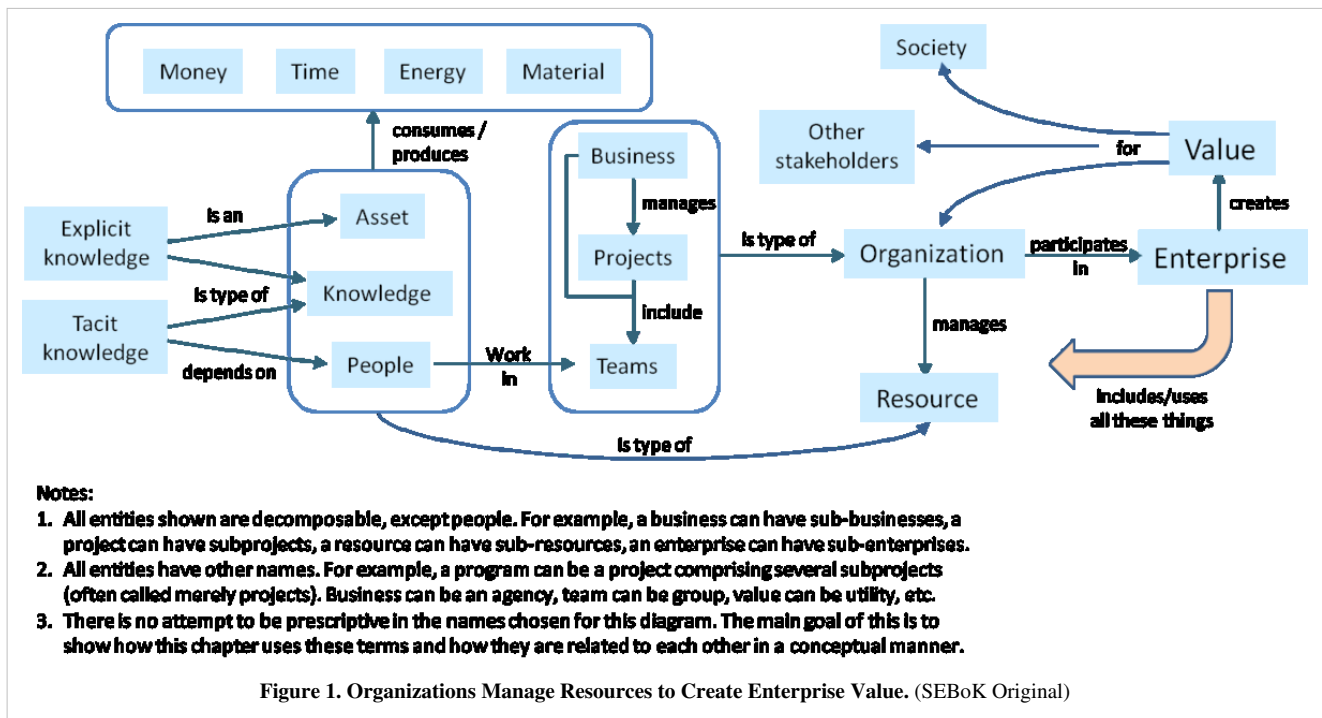 Money
Time
Energy
Material
Society
consumes /
produces
Other
stakeholders
for
Value
Business
manages
creates
Explicit
knowledge
Is an
Asset
Projects
Is type of
Organization
participates
in
Enterprise
Is type of
Knowledge
include
manages
Tacit
knowledge
depends on
People
Work
in
Teams
Resource
Includes/uses
all these things
Is type of
Notes:
1. All entities shown are decomposable, except people. For example, a business can have sub-businesses, a
project can have subprojects, a resource can have sub-resources, an enterprise can have sub-enterprises.
2. All entities have other names. For example, a program can be a project comprising several subprojects
(often called merely projects). Business can be an agency, team can be group, value can be utility, etc.
3. There is no attempt to be prescriptive in the names chosen for this diagram. The main goal of this is to
show how this chapter uses these terms and how they are related to each other in a conceptual manner.
Figure 1. Organizations Manage Resources to Create Enterprise Value. (SEBoK Original)